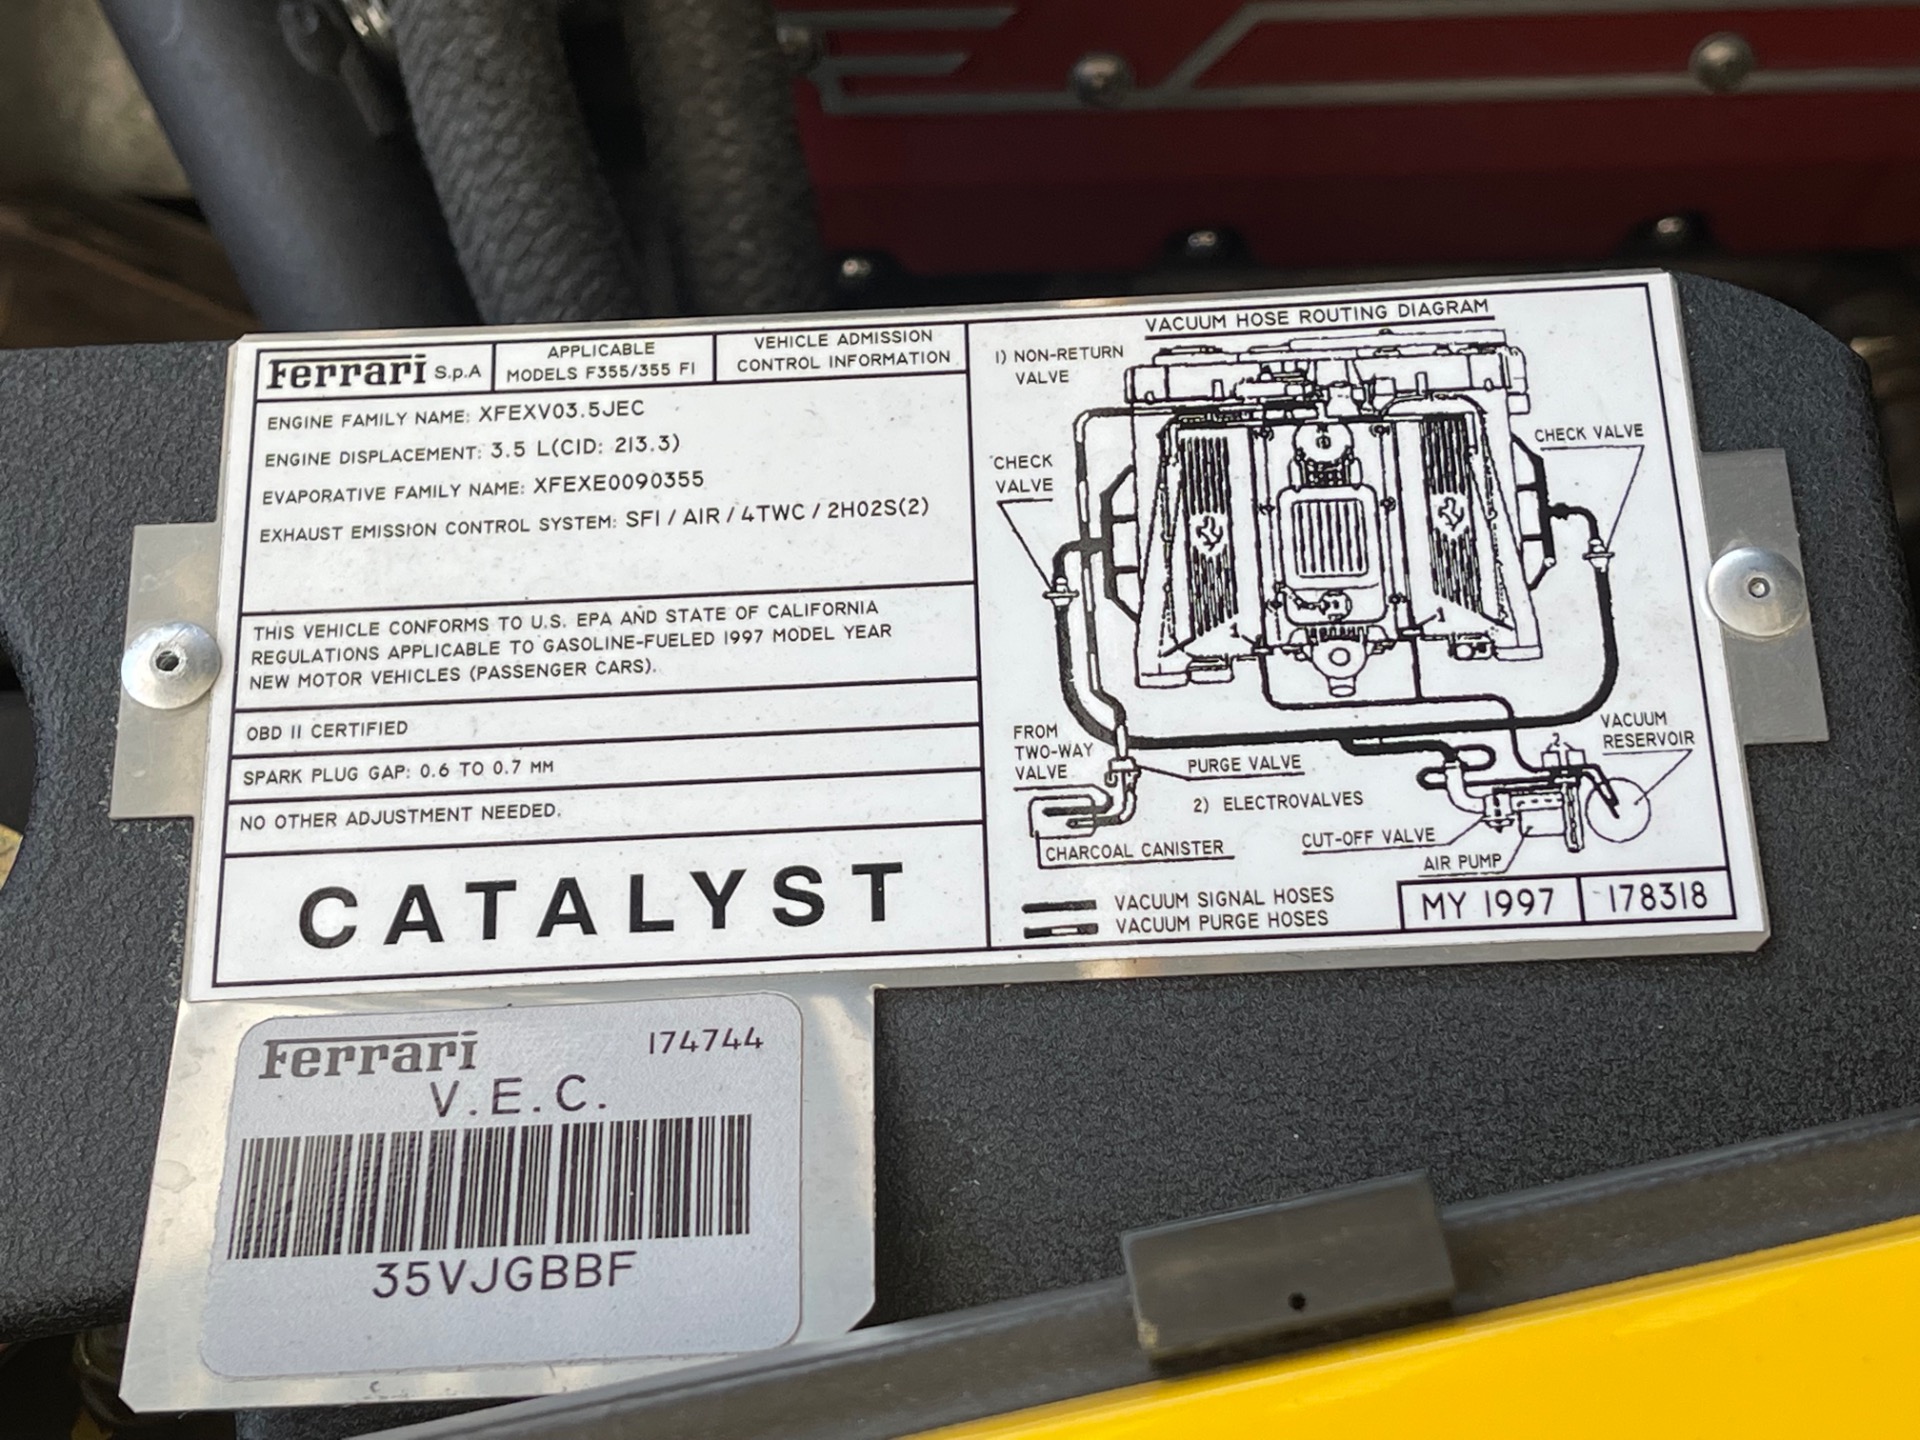 Ferrari S.p.A
APPLICABLE
MODELS F355/355 FI
VEHICLE ADMISSION
CONTROL INFORMATION
ENGINE FAMILY NAME: XFEXV03.5JEC
ENGINE DISPLACEMENT: 3.5 L(CID: 213.3)
EVAPORATIVE FAMILY NAME: XFEXE0090355
EXHAUST EMISSION CONTROL SYSTEM: SFI / AIR / 4TWC / 2H02S(2)
THIS VEHICLE CONFORMS TO U.S. EPA AND STATE OF CALIFORNIA
REGULATIONS APPLICABLE TO GASOLINE-FUELED 1997 MODEL YEAR
NEW MOTOR VEHICLES (PASSENGER CARS).
OBD II CERTIFIED
SPARK PLUG GAP: 0.6 TO 0.7 MM
NO OTHER ADJUSTMENT NEEDED.
CATALYST
VACUUM HOSE ROUTING DIAGRAM
1) NON-RETURN
VALVE
CHECK
VALVE
CHECK VALVE
1
1
FROM
TWO-WAY
VALVE
PURGE VALVE
2) ELECTROVALVES
2
VACUUM
RESERVOIR
CHARCOAL CANISTER
CUT-OFF VALVE
AIR PUMP
VACUUM SIGNAL HOSES
VACUUM PURGE HOSES
MY 1997
178318
Ferrari
174744
V.E.C.
35VJGBBF